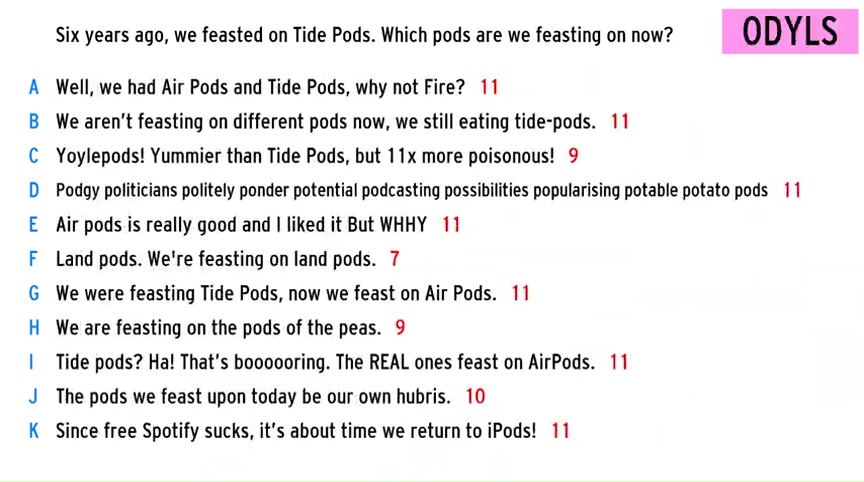 Six years ago, we feasted on Tide Pods. Which pods are we feasting on now?
ODYLS
A Well, we had Air Pods and Tide Pods, why not Fire? 11
B We aren't feasting on different pods now, we still eating tide-pods. 11
C Yoylepods! Yummier than Tide Pods, but 11x more poisonous! 9
D Podgy politicians politely ponder potential podcasting possibilities popularising potable potato pods 11
E Air pods is really good and I liked it But WHHY 11
F Land pods. We're feasting on land pods. 7
G We were feasting Tide Pods, now we feast on Air Pods. 11
H We are feasting on the pods of the peas. 9
I Tide pods? Ha! That's boooooring. The REAL ones feast on AirPods. 11
J The pods we feast upon today be our own hubris. 10
K Since free Spotify sucks, it's about time we return to iPods! 11